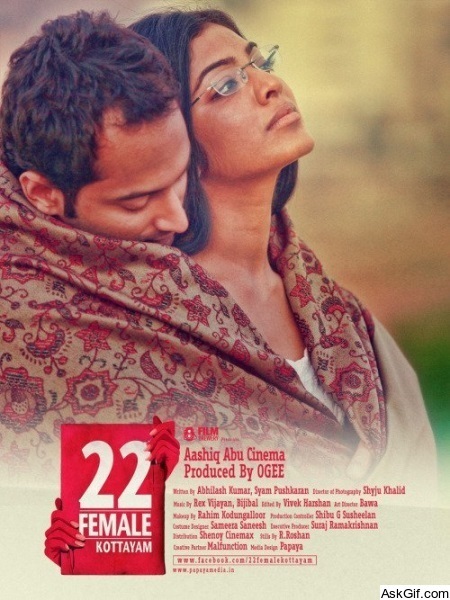 FILM
BREWERY Presents
Aashiq Abu Cinema
Produced By OGEE
22
FEMALE
KOTTAYAM
Written By Abhilash Kumar, Syam Pushkaran Director of Photography Shyju Khalid
Music By Rex Vijayan, Bijibal Edited By Vivek Harshan Art Director Bawa
Makeup By Rahim Kodungalloor Production Controller Shibu G Susheelan
Costume Designer Sameera Saneesh Executive Producer Suraj Ramakrishnan
Distribution Shenoy Cinemax Stills By R.Roshan
Creative Partner Malfunction Media Design Papaya
www.facebook.com/22femalekottayam
www.papayamedia.in
AskGif.com